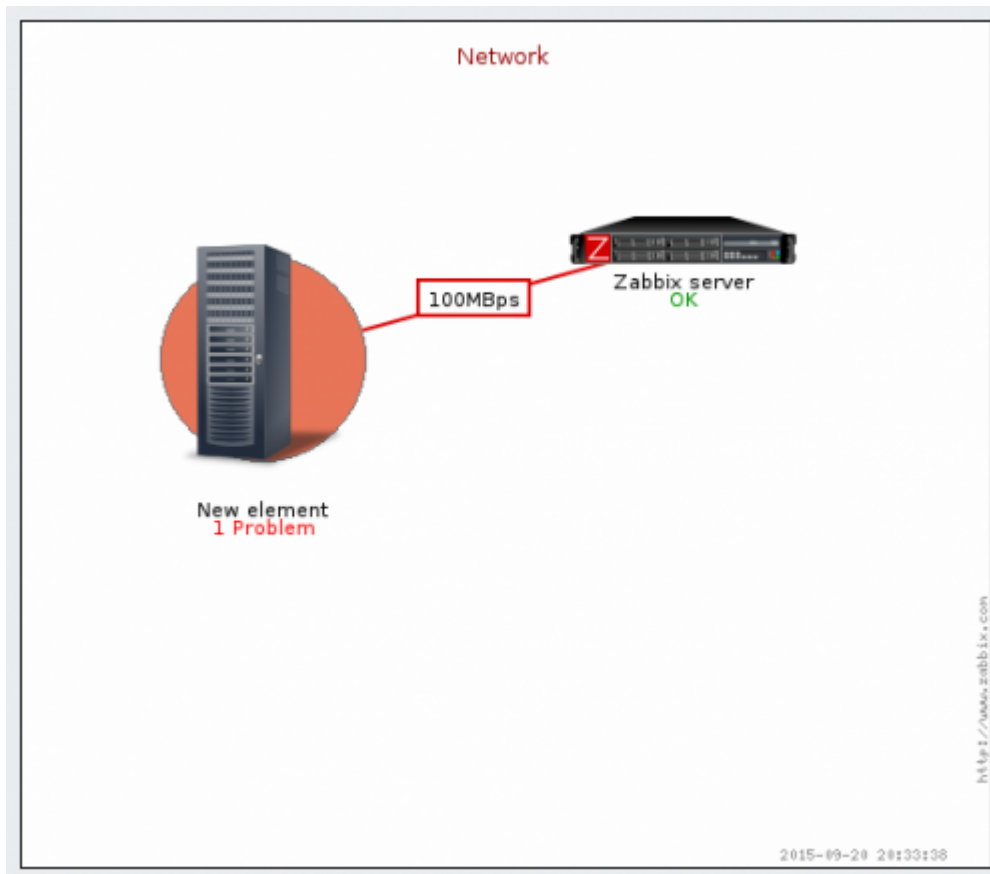 Network
Z
Zabbix server
OK
100MBps
New element
1 Problem
http://www.zabbix.com
2015-09-20 20:33:38